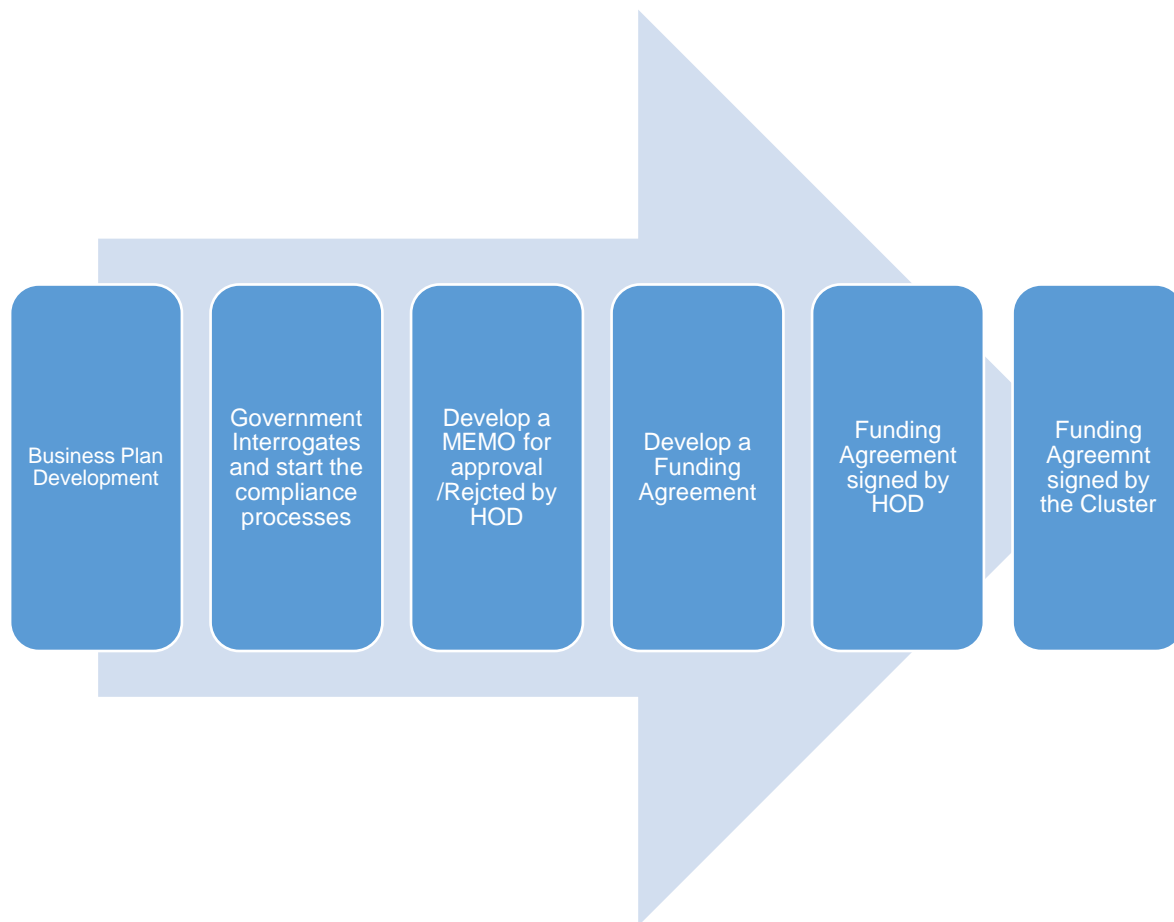 Business Plan
Development
Government
Interrogates
and start the
compliance
processes
Develop a
MEMO for
approval
/Rejcted by
HOD
Develop a
Funding
Agreement
Funding
Agreement
signed by
HOD
Funding
Agreemnt
signed by
the Cluster